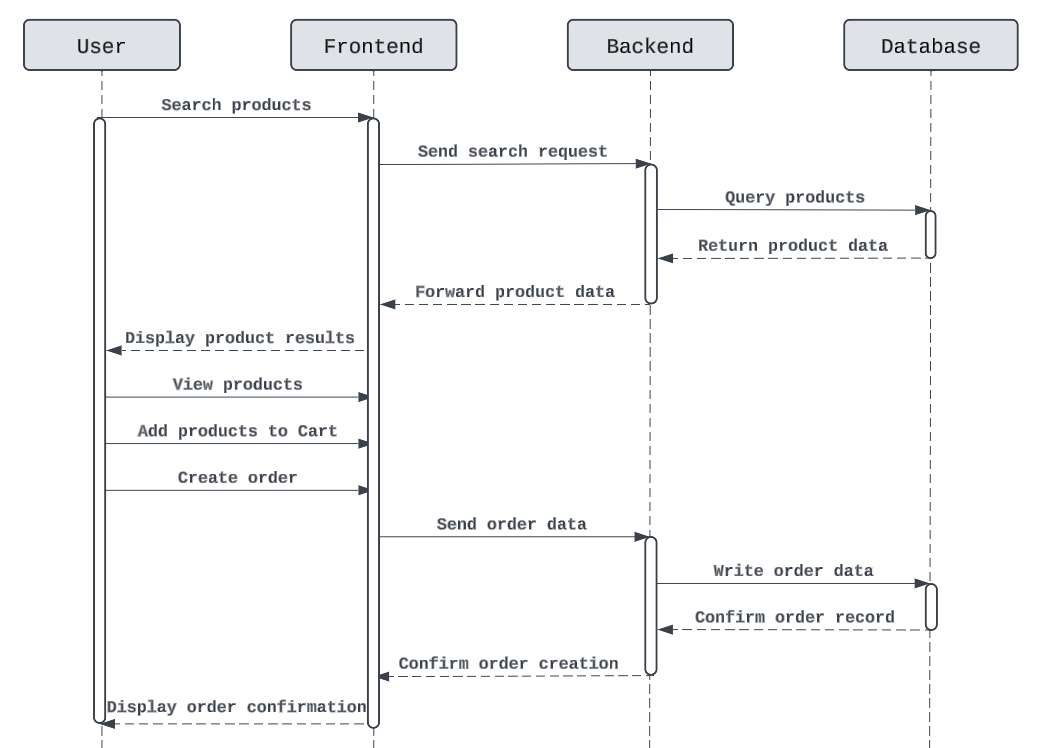 User
Frontend
Backend
Database
Search products
Send search request
Query products
Return product data
Forward product data
Display product results
View products
Add products to Cart
Create order
Send order data
Write order data
Confirm order record
Confirm order creation
Display order confirmation